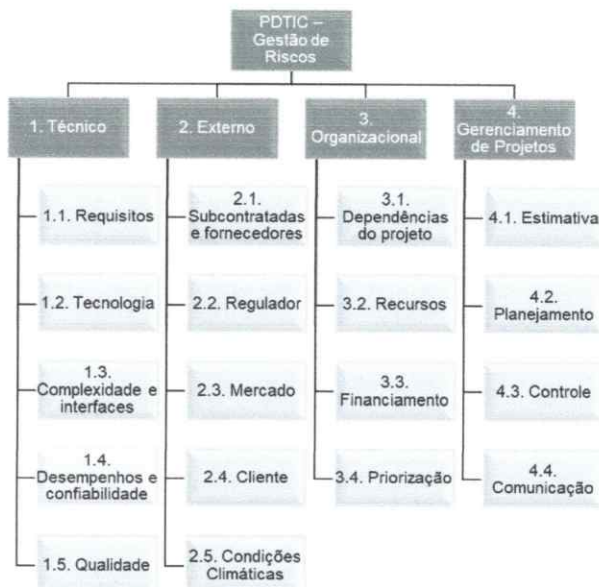 PDTIC –
Gestão de
Riscos
1. Técnico
2. Externo
3.
Organizacional
4.
Gerenciamento
de Projetos
1.1. Requisitos
1.2. Tecnologia
1.3.
Complexidade e
interfaces
1.4.
Desempenhos e
confiabilidade
1.5. Qualidade
2.1.
Subcontratadas
e fornecedores
2.2. Regulador
2.3. Mercado
2.4. Cliente
2.5. Condições
Climáticas
3.1.
Dependências
do projeto
3.2. Recursos
3.3.
Financiamento
3.4. Priorização
4.1. Estimativa
4.2.
Planejamento
4.3. Controle
4.4.
Comunicação